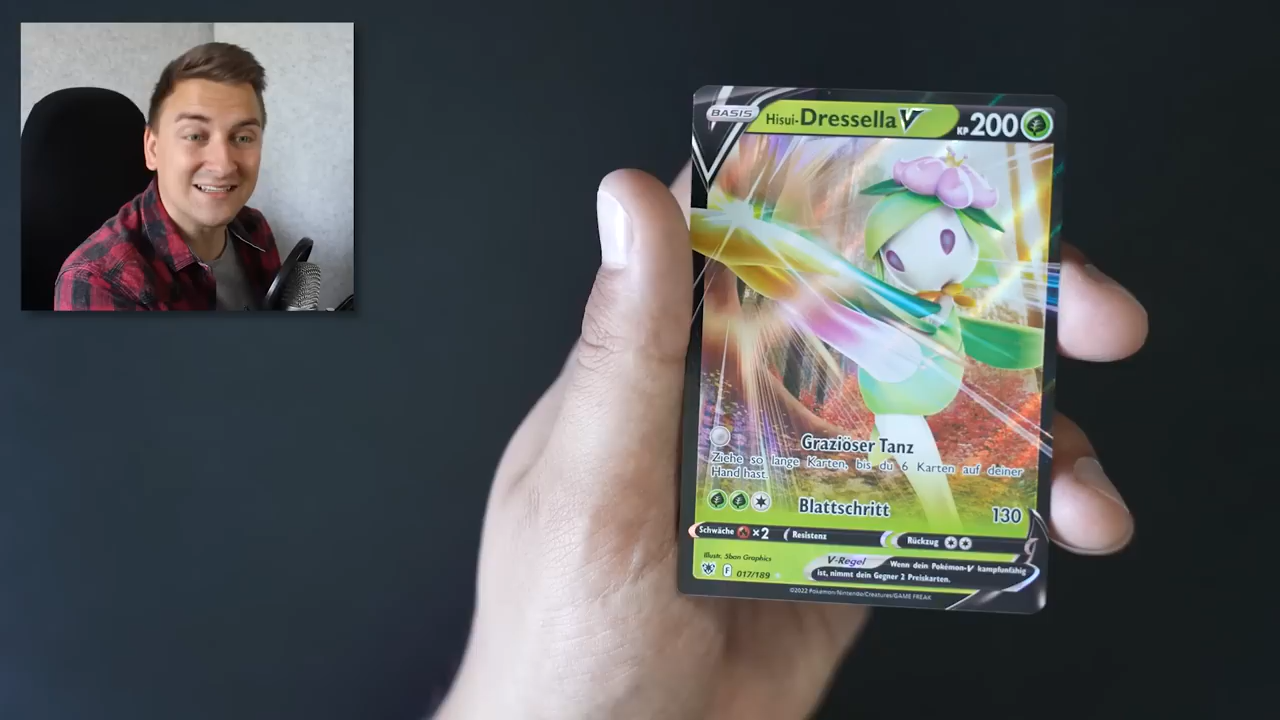 BASIS Hisui-Dressella V KP 200
Graziöser Tanz
Ziehe so lange Karten, bis du 6 Karten auf deiner
Hand hast.
Blattschritt 130
Schwäche ×2 Resistenz Rückzug
Illustr. 5ban Graphics
F 017/189
V-Regel Wenn dein Pokémon-V kampfunfähig
ist, nimmt dein Gegner 2 Preiskarten.
©2022 Pokémon/Nintendo/Creatures/GAME FREAK